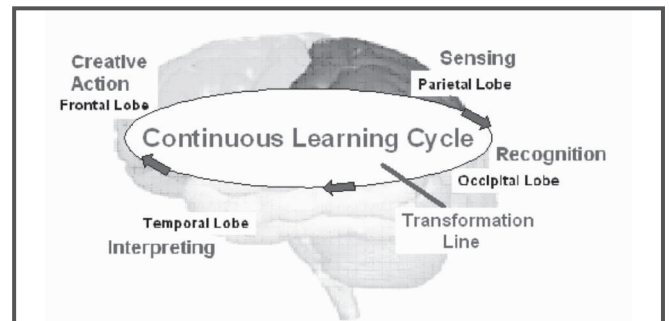 Creative
Action
Frontal Lobe
Sensing
Parietal Lobe
Continuous Learning Cycle
Recognition
Occipital Lobe
Temporal Lobe
Interpreting
Transformation
Line